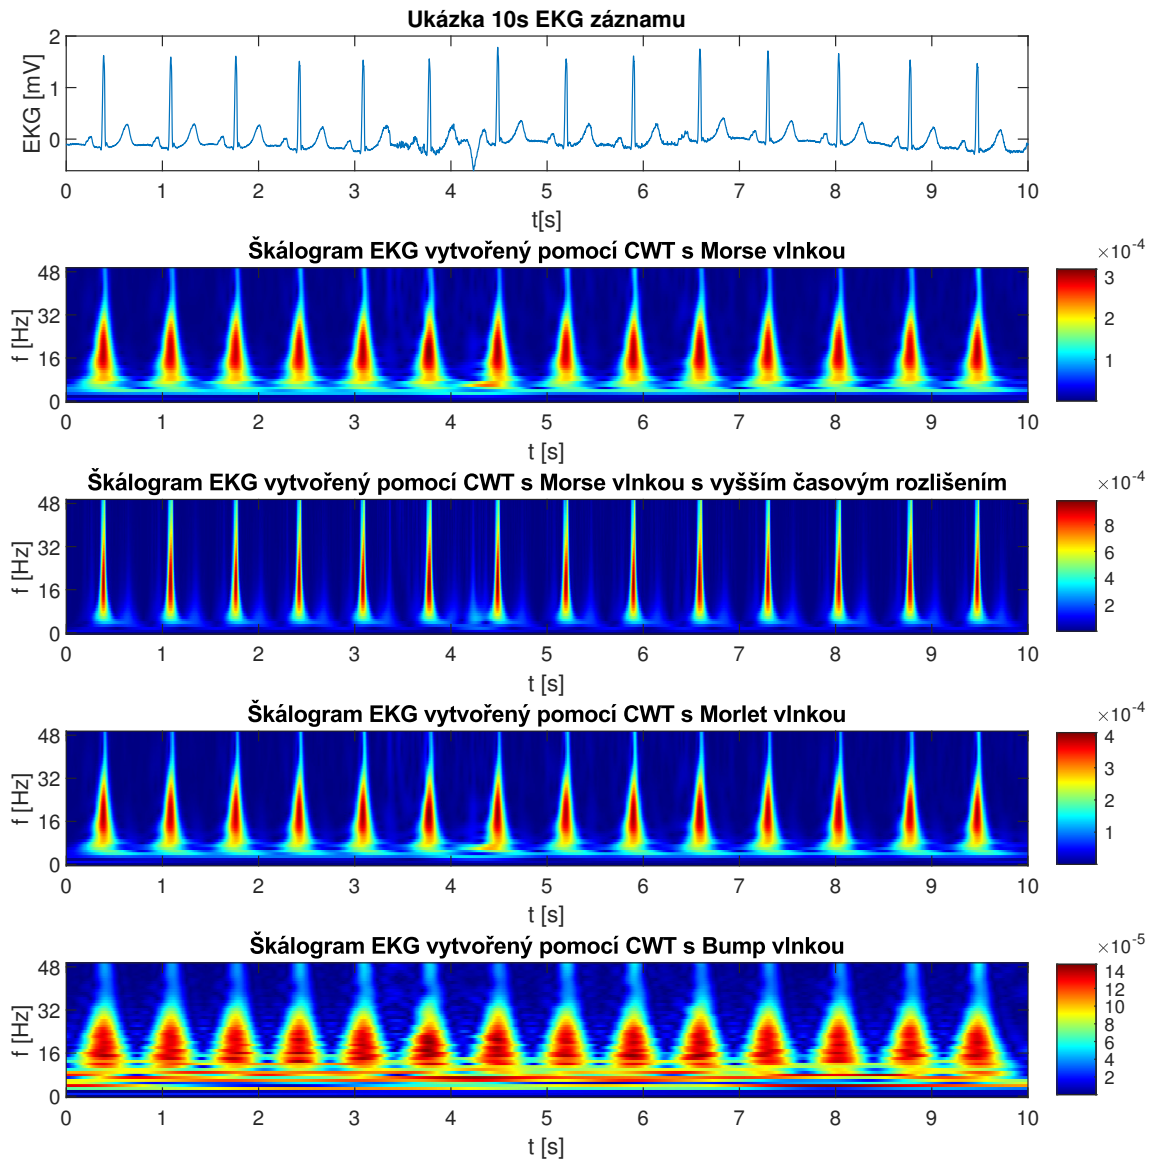 Ukázka 10s EKG záznamu
EKG [mV]
2
1
0
0 1 2 3 4 5 6 7 8 9 10
t[s]
Škálogram EKG vytvořený pomocí CWT s Morse vlnkou
×10-4
f [Hz]
48
32
16
0
3
2
1
0 1 2 3 4 5 6 7 8 9 10
t [s]
Škálogram EKG vytvořený pomocí CWT s Morse vlnkou s vyšším časovým rozlišením
×10-4
f [Hz]
48
32
16
0
8
6
4
2
0 1 2 3 4 5 6 7 8 9 10
t [s]
Škálogram EKG vytvořený pomocí CWT s Morlet vlnkou
×10-4
f [Hz]
48
32
16
0
4
3
2
1
0 1 2 3 4 5 6 7 8 9 10
t [s]
Škálogram EKG vytvořený pomocí CWT s Bump vlnkou
×10-5
f [Hz]
48
32
16
0
14
12
10
8
6
4
2
0 1 2 3 4 5 6 7 8 9 10
t [s]